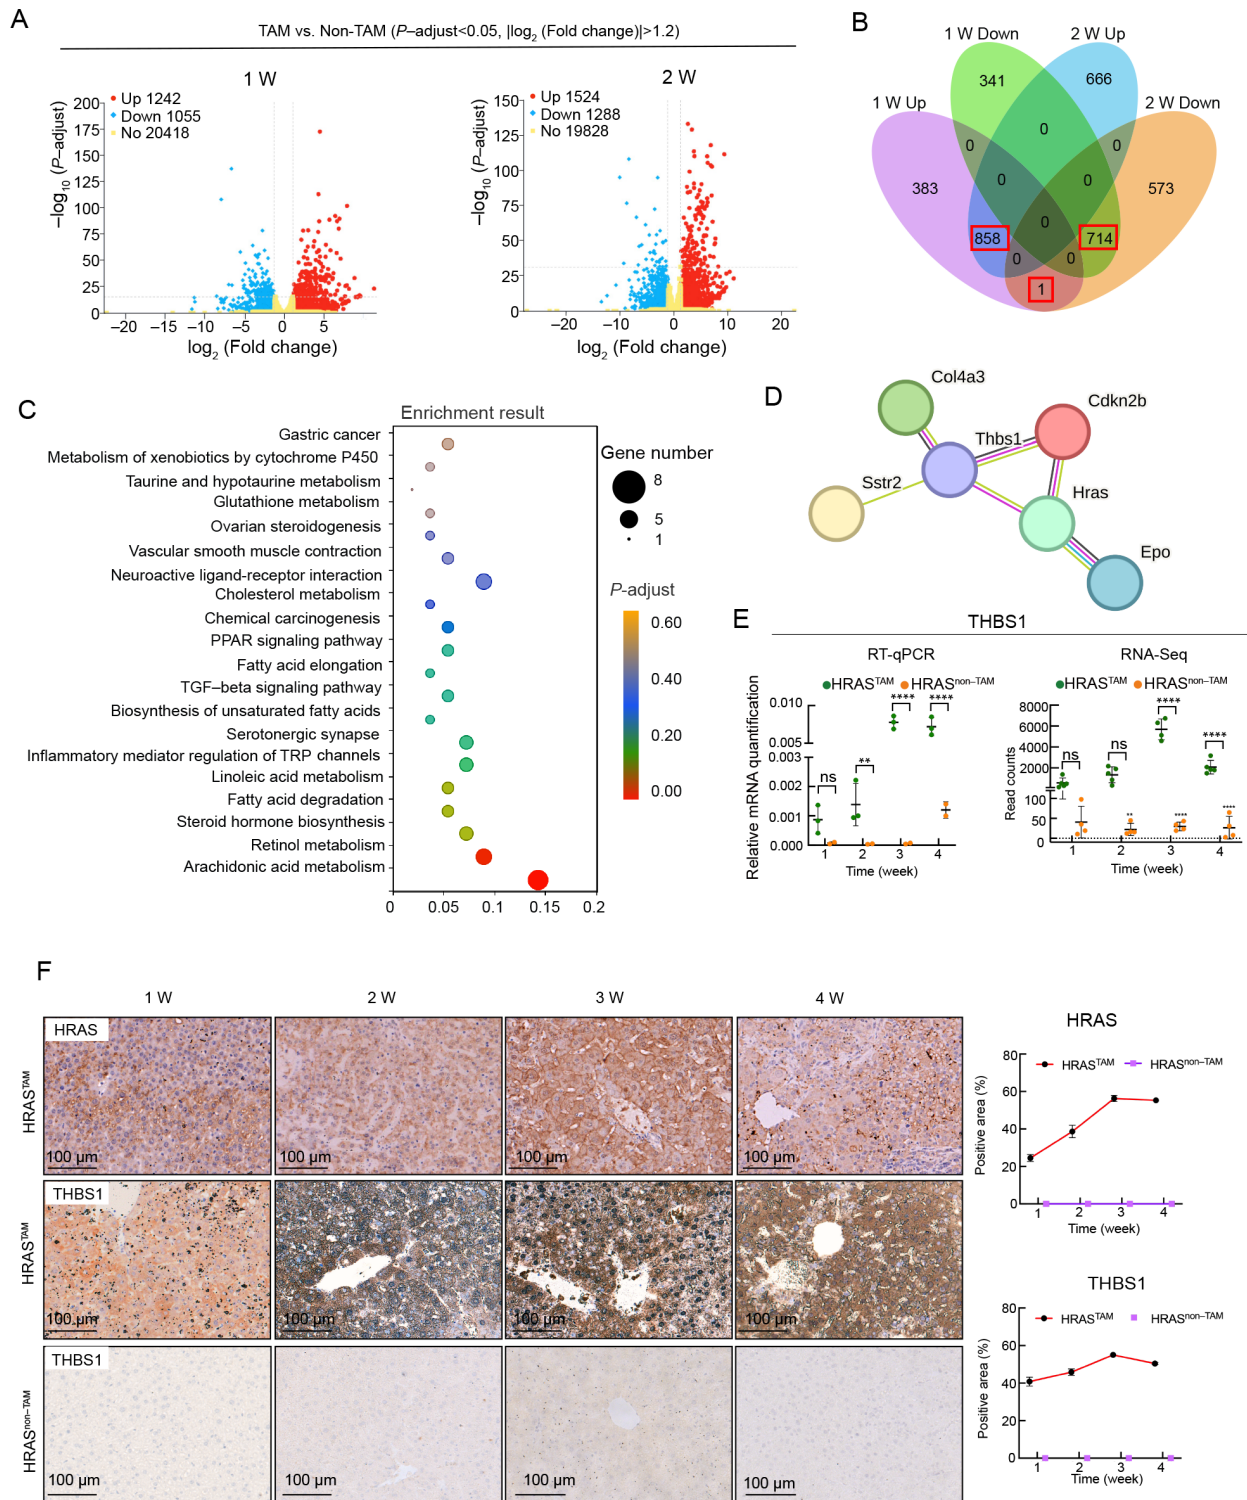 A
TAM vs. Non-TAM (P–adjust<0.05, |log2 (Fold change)|>1.2)
1 W
Up 1242
Down 1055
No 20418
–log10 (P–adjust)
200
175
150
125
100
75
50
25
0
–20
–15
–10
–5
0
5
log2 (Fold change)
2 W
Up 1524
Down 1288
No 19828
–log10 (P–adjust)
150
125
100
75
50
25
0
–20
–10
0
10
20
log2 (Fold change)
B
1 W Down
2 W Up
1 W Up
2 W Down
341
666
383
573
0
0
0
0
0
0
858
714
0
0
1
C
Enrichment result
Gastric cancer
Metabolism of xenobiotics by cytochrome P450
Taurine and hypotaurine metabolism
Glutathione metabolism
Ovarian steroidogenesis
Vascular smooth muscle contraction
Neuroactive ligand-receptor interaction
Cholesterol metabolism
Chemical carcinogenesis
PPAR signaling pathway
Fatty acid elongation
TGF–beta signaling pathway
Biosynthesis of unsaturated fatty acids
Serotonergic synapse
Inflammatory mediator regulation of TRP channels
Linoleic acid metabolism
Fatty acid degradation
Steroid hormone biosynthesis
Retinol metabolism
Arachidonic acid metabolism
0
0.05
0.1
0.15
0.2
Gene number
8
5
1
P-adjust
0.60
0.40
0.20
0.00
D
Col4a3
Cdkn2b
Thbs1
Sstr2
Hras
Epo
E
THBS1
RT-qPCR
HRASTAM
HRASnon–TAM
Relative mRNA quantification
0.010
0.005
0.003
0.002
0.001
0.000
ns
**
****
****
1
2
3
4
Time (week)
RNA-Seq
HRASTAM
HRASnon–TAM
Read counts
8000
6000
4000
2000
100
50
0
ns
ns
****
****
**
****
****
1
2
3
4
Time (week)
F
1 W
2 W
3 W
4 W
HRASTAM
HRAS
100 µm
100 µm
100 µm
100 µm
HRASTAM
THBS1
100 µm
100 µm
100 µm
100 µm
HRASnon–TAM
THBS1
100 µm
100 µm
100 µm
100 µm
HRAS
HRASTAM
HRASnon–TAM
Positive area (%)
80
60
40
20
0
1
2
3
4
Time (week)
THBS1
HRASTAM
HRASnon–TAM
Positive area (%)
80
60
40
20
0
1
2
3
4
Time (week)